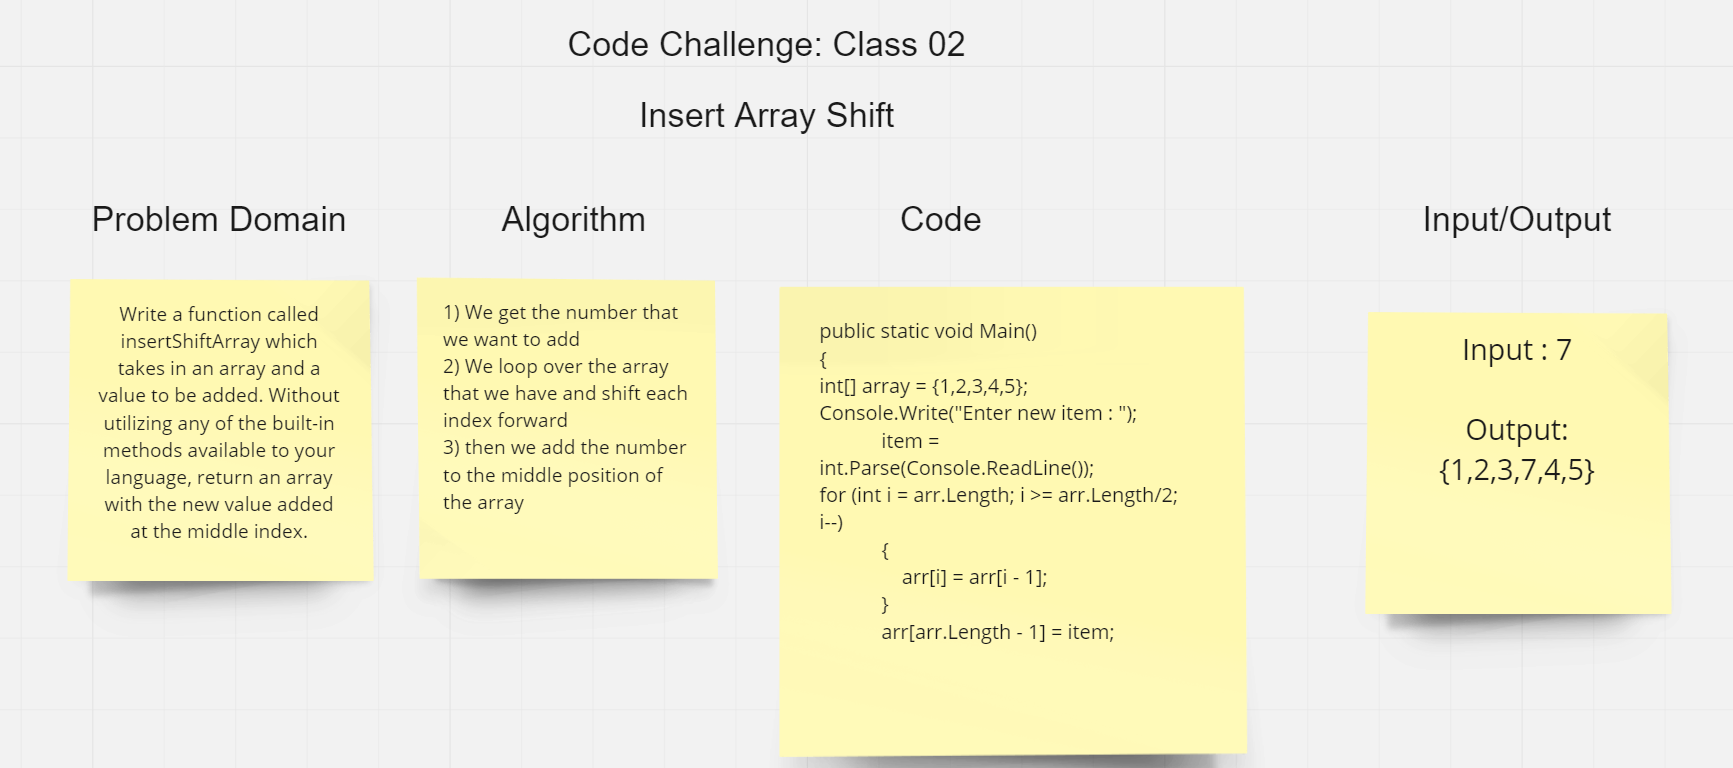 Code Challenge: Class 02
Insert Array Shift
Problem Domain
Write a function called
insertShiftArray which
takes in an array and a
value to be added. Without
utilizing any of the built-in
methods available to your
language, return an array
with the new value added
at the middle index.
Algorithm
1) We get the number that
we want to add
2) We loop over the array
that we have and shift each
index forward
3) then we add the number
to the middle position of
the array
Code
public static void Main()
{
int[] array = {1,2,3,4,5};
Console.Write("Enter new item : ");
item =
int.Parse(Console.ReadLine());
for (int i = arr.Length; i >= arr.Length/2;
i--)
{
arr[i] = arr[i - 1];
}
arr[arr.Length - 1] = item;
Input/Output
Input : 7
Output:
{1,2,3,7,4,5}